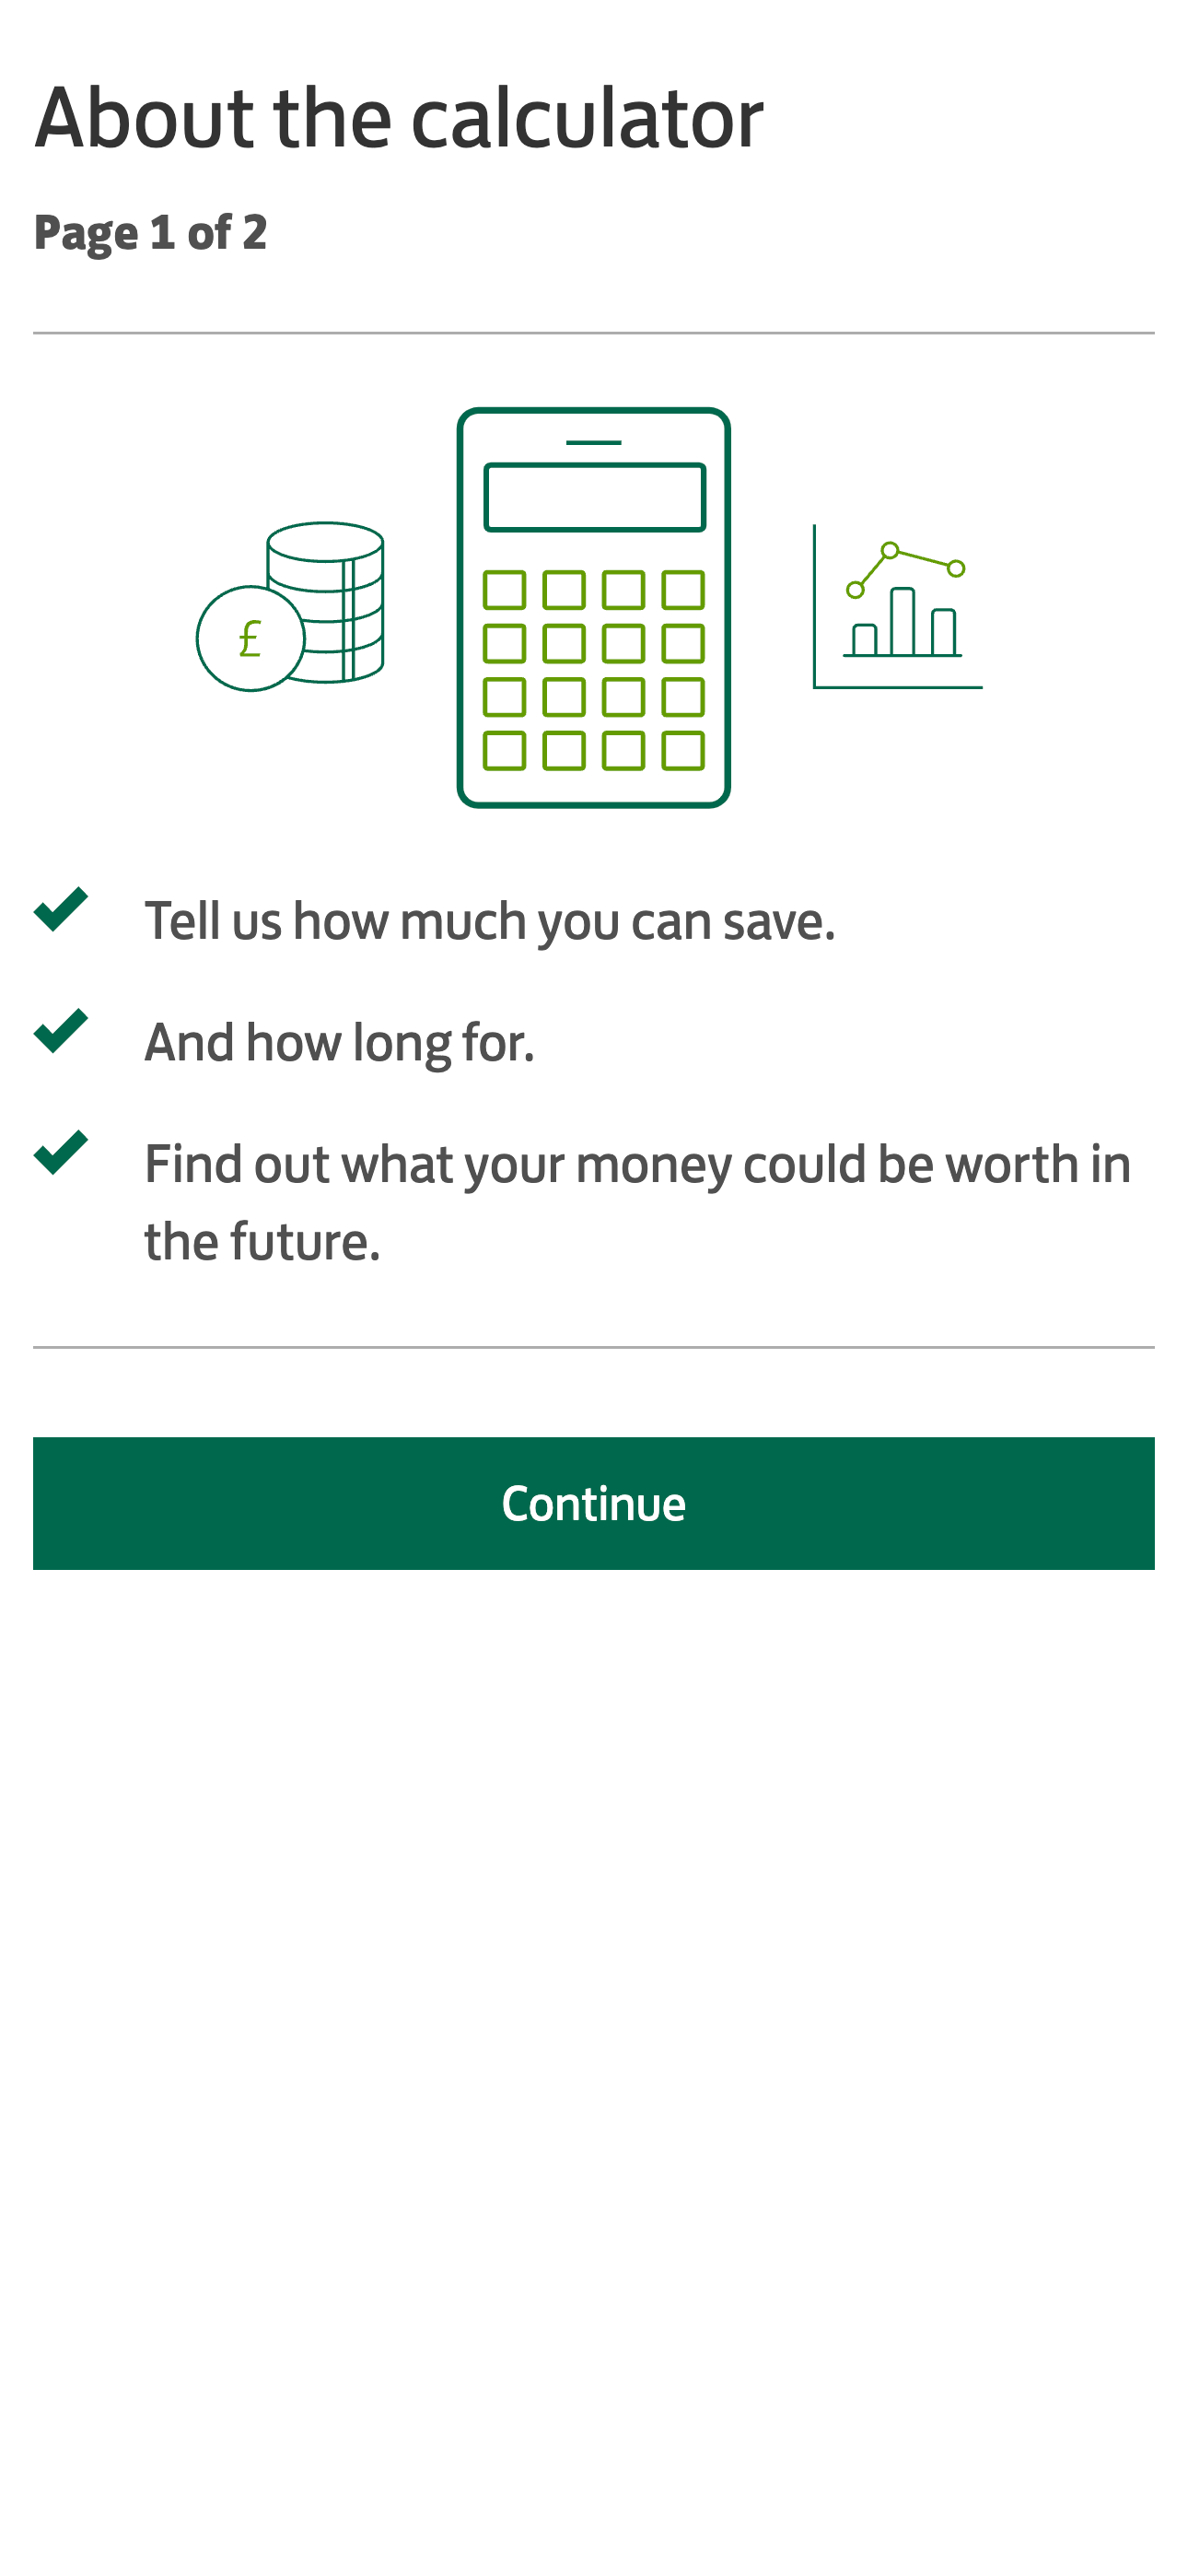 About the calculator
Page 1 of 2
£
Tell us how much you can save.
And how long for.
Find out what your money could be worth in
the future.
Continue